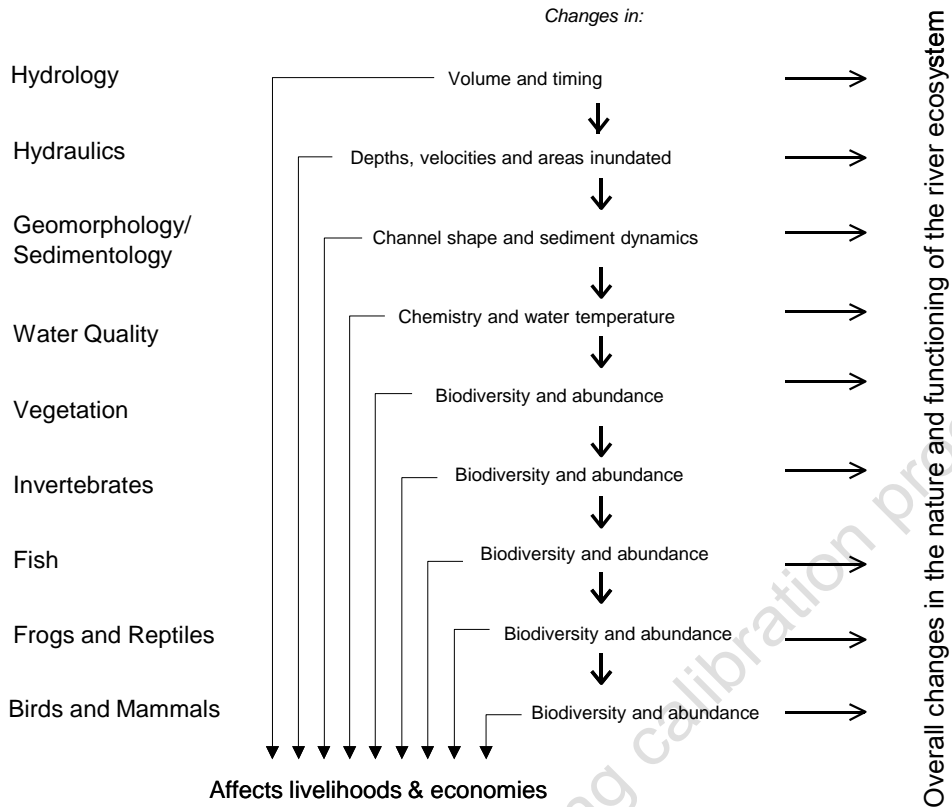 Changes in:
Hydrology
Volume and timing
Hydraulics
Depths, velocities and areas inundated
Geomorphology/
Sedimentology
Channel shape and sediment dynamics
Water Quality
Chemistry and water temperature
Vegetation
Biodiversity and abundance
Invertebrates
Biodiversity and abundance
Fish
Biodiversity and abundance
Frogs and Reptiles
Biodiversity and abundance
Birds and Mammals
Biodiversity and abundance
Affects livelihoods & economies
Overall changes in the nature and functioning of the river ecosystem
calibration